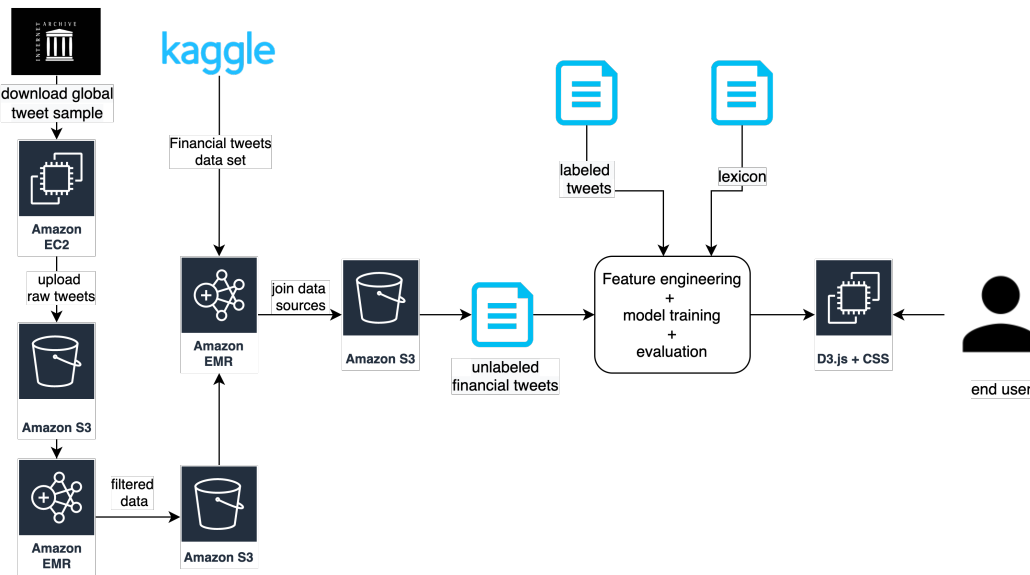 INTERNET ARCHIVE
download global
tweet sample
Amazon
EC2
upload
raw tweets
Amazon S3
Amazon
EMR
filtered
data
Amazon S3
kaggle
Financial tweets
data set
Amazon
EMR
join data
sources
Amazon S3
unlabeled
financial tweets
labeled
tweets
lexicon
Feature engineering
+
model training
+
evaluation
D3.js + CSS
end user